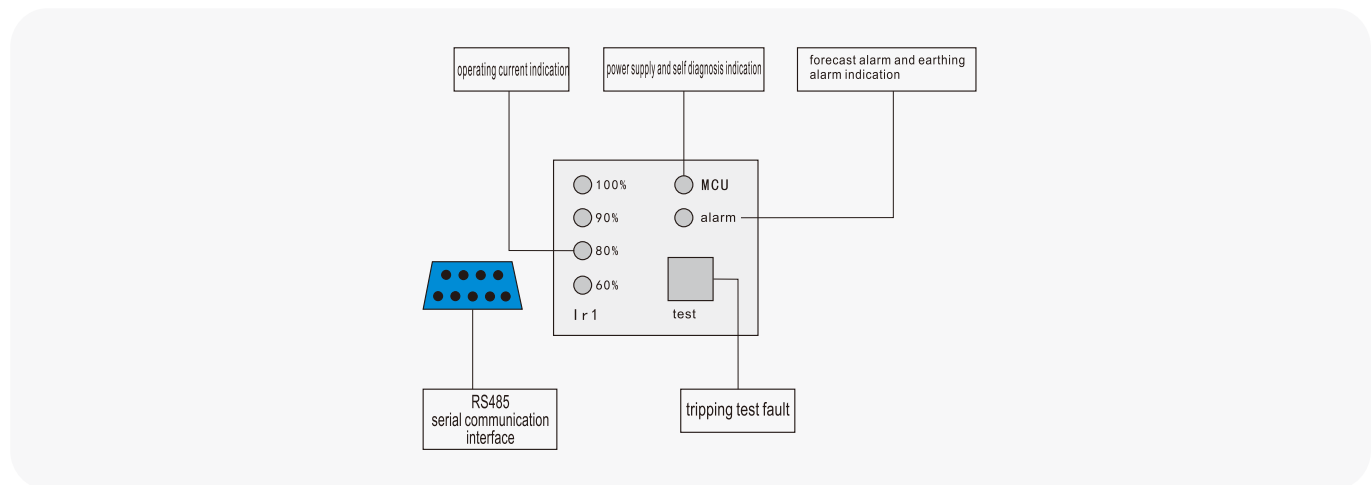 operating current indication
power supply and self diagnosis indication
forecast alarm and earthing
alarm indication
100%
MCU
90%
alarm
80%
60%
Ir1
test
RS485
serial communication
interface
tripping test fault